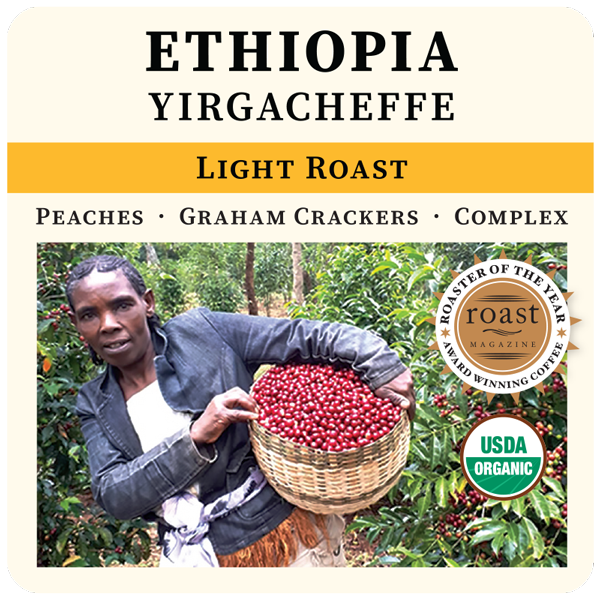 ETHIOPIA
YIRGACHEFFE
LIGHT ROAST
PEACHES · GRAHAM CRACKERS · COMPLEX
ROASTER OF THE YEAR
roast
MAGAZINE
AWARD WINNING COFFEE
USDA
ORGANIC